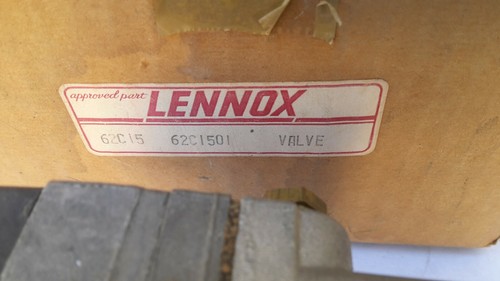 approved part LENNOX
62C15 62C1501 VALVE